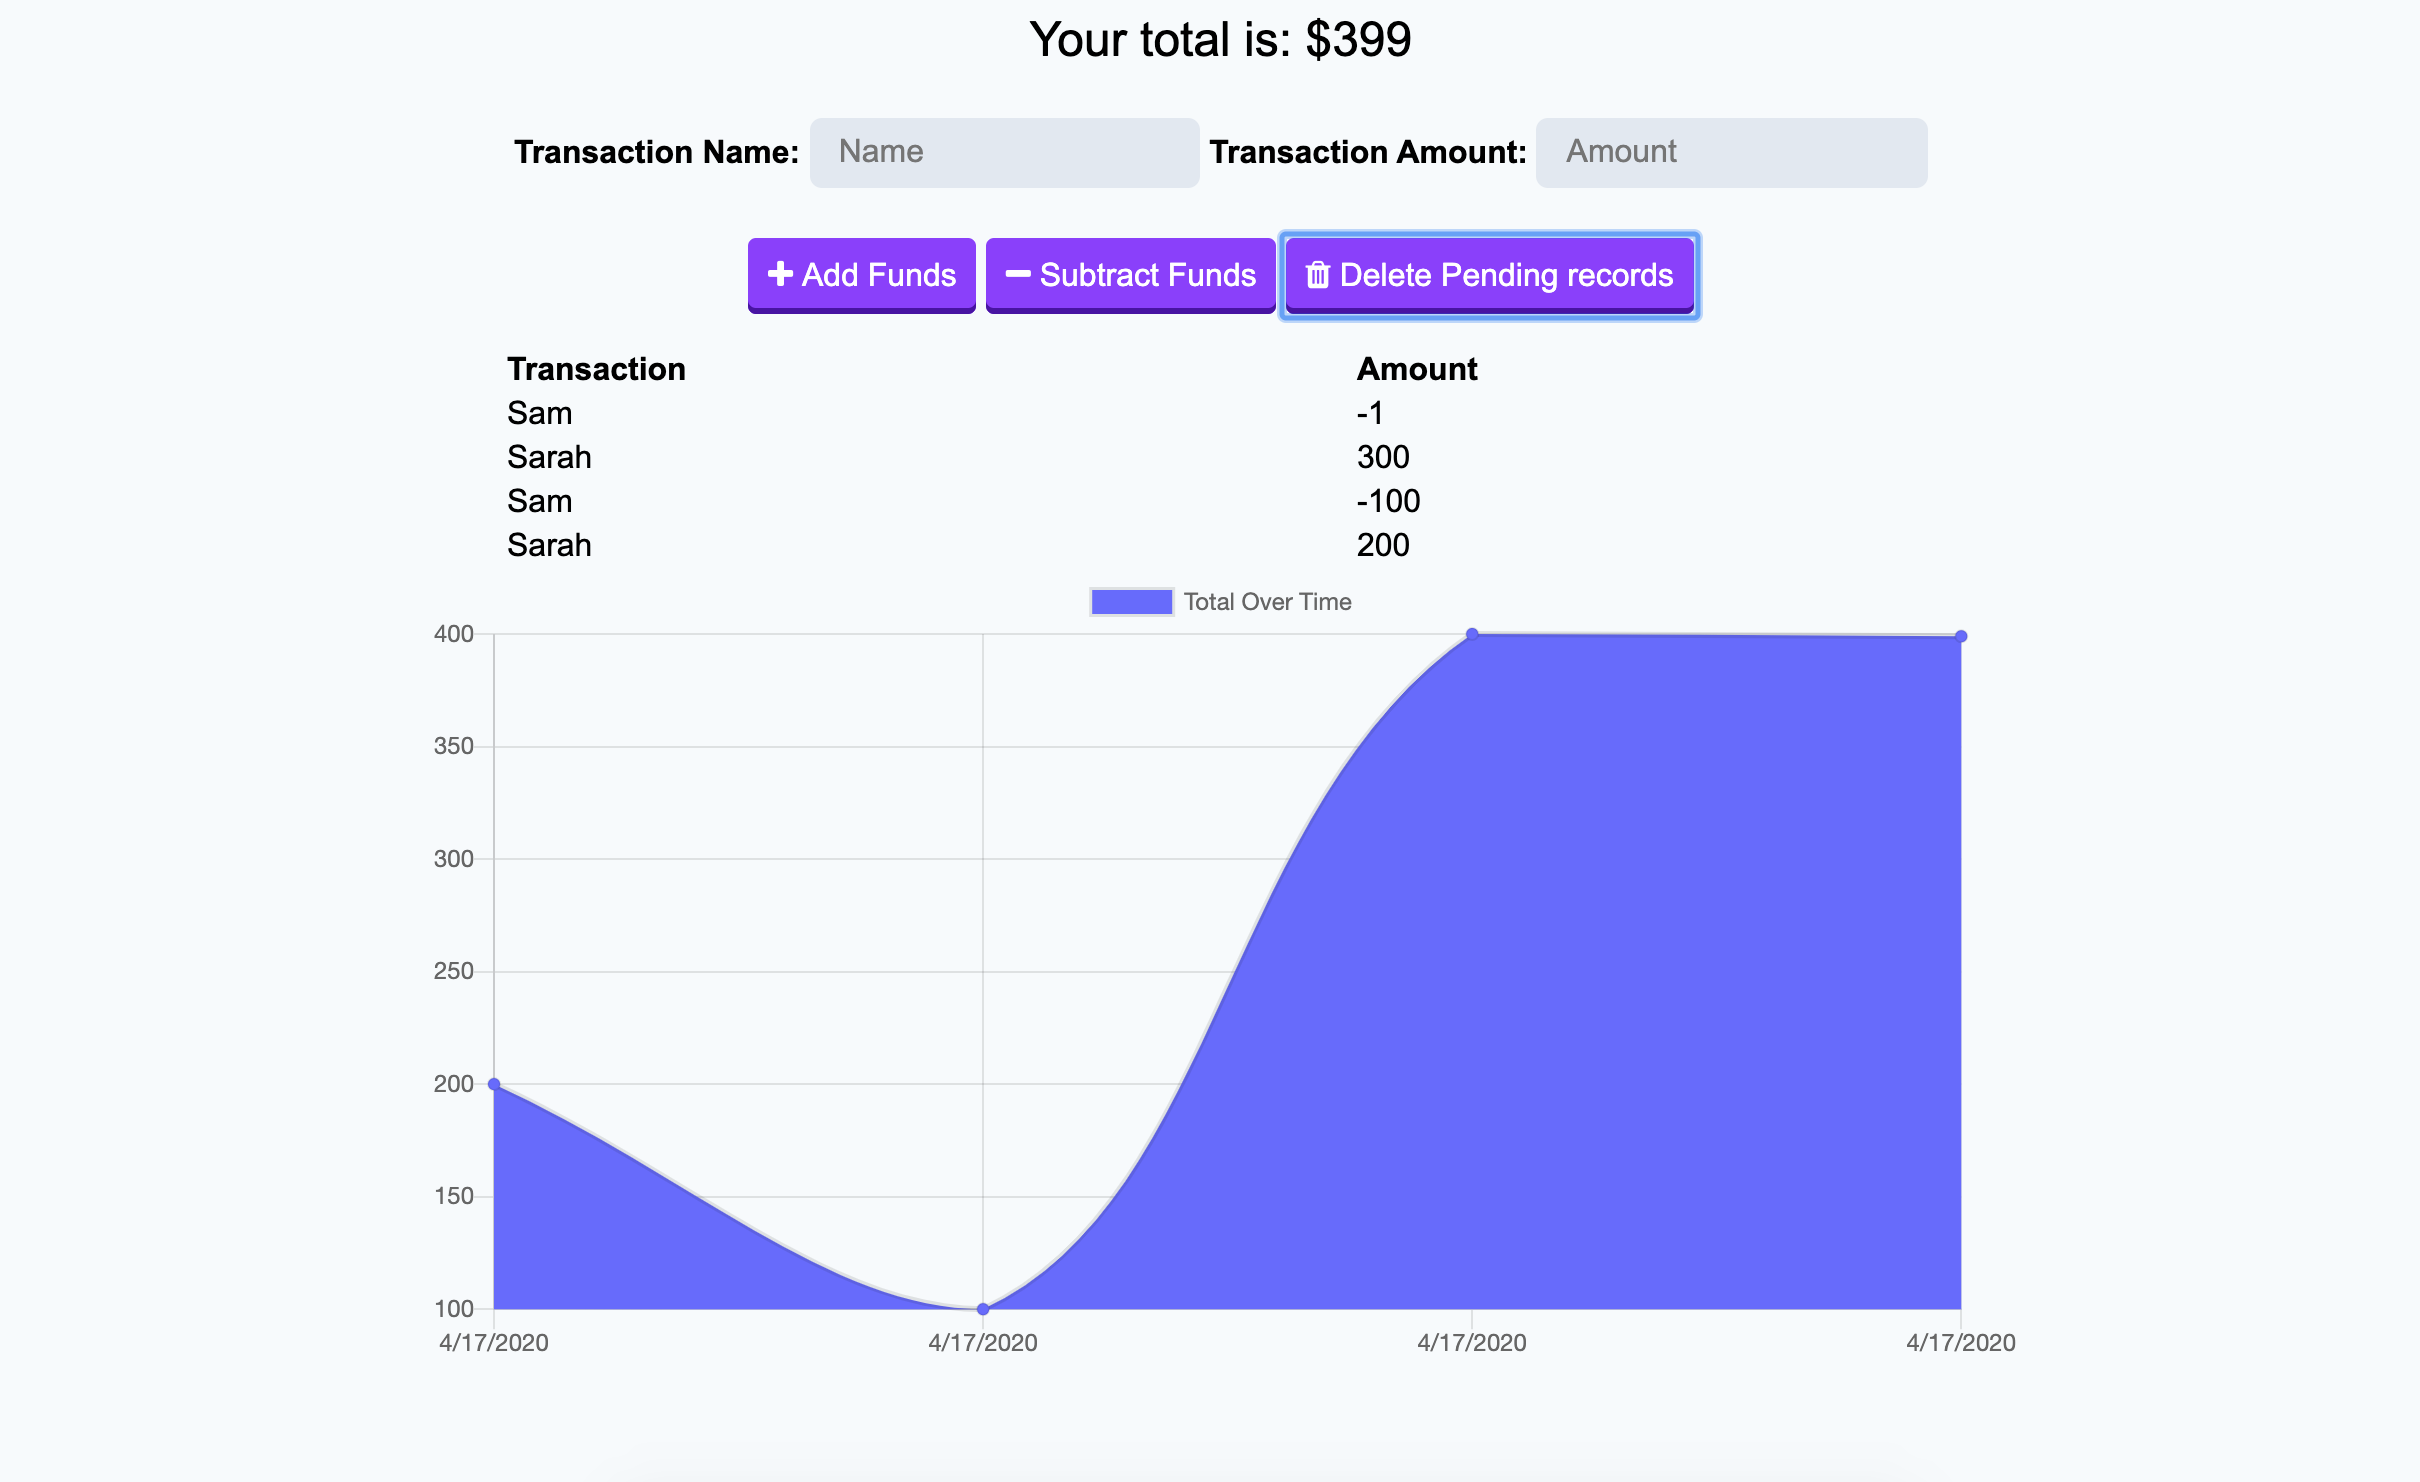 Your total is: $399
Transaction Name: Name Transaction Amount: Amount
Add Funds Subtract Funds Delete Pending records
Transaction Amount
Sam -1
Sarah 300
Sam -100
Sarah 200
Total Over Time
400
350
300
250
200
150
100
4/17/2020 4/17/2020 4/17/2020 4/17/2020